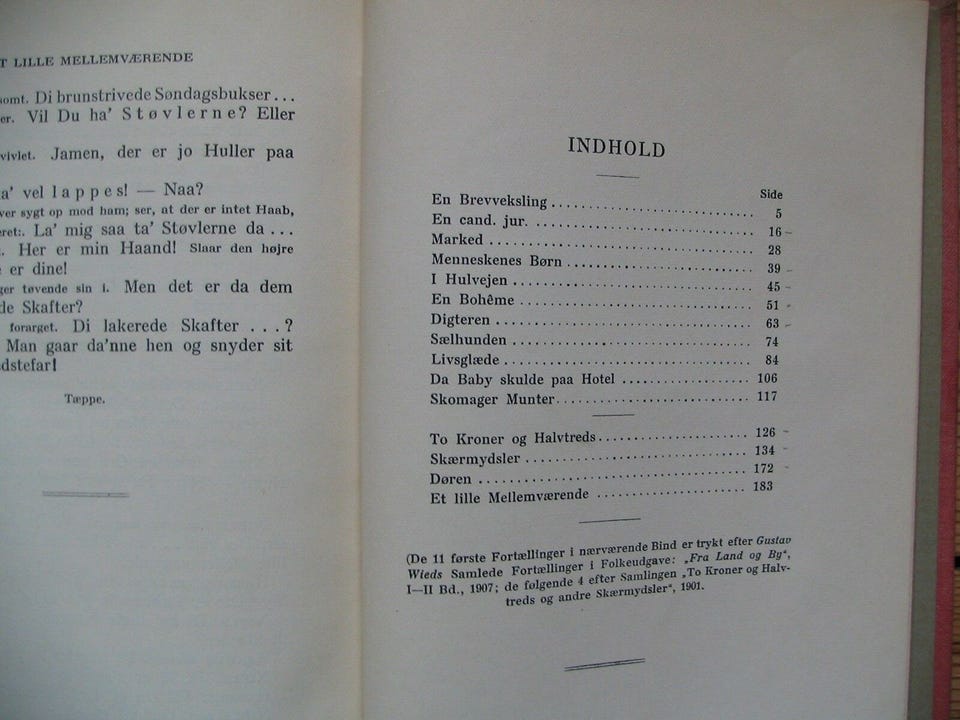 T LILLE MELLEMVÆRENDE
somt. Di brunstrivede Søndagsbukser...
er. Vil Du ha' Støvlerne? Eller
vivlet. Jamen, der er jo Huller paa
a' vel lappes! — Naa?
ver sygt op mod ham; ser, at der er intet Haab,
eret:. La' mig saa ta' Støvlerne da ...
. Her er min Haand! Slaar den højre
e er dine!
ger tøvende sin i. Men det er da dem
de Skafter?
forarget. Di lakerede Skafter ...?
Man gaar da'nne hen og snyder sit
dstefar!
Tæppe.
INDHOLD
Side
En Brevveksling 5
En cand. jur. 16
Marked 28
Menneskenes Børn 39
I Hulvejen 45
En Bohême 51
Digteren 63
Sælhunden 74
Livsglæde 84
Da Baby skulde paa Hotel 106
Skomager Munter 117
To Kroner og Halvtreds 126
Skærmydsler 134
Døren 172
Et lille Mellemværende 183
(De 11 første Fortællinger i nærværende Bind er trykt efter Gustav
Wieds Samlede Fortællinger i Folkeudgave: „Fra Land og By“,
I—II Bd., 1907; de følgende 4 efter Samlingen „To Kroner og Halv-
treds og andre Skærmydsler“, 1901.